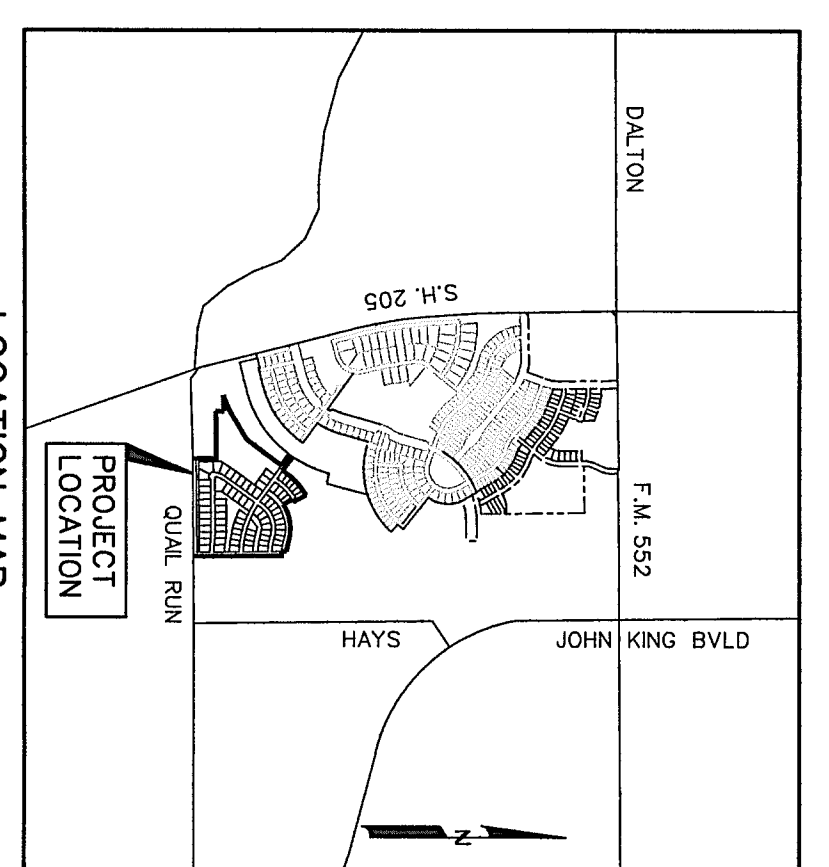 DALTON
S.H. 205
F.M. 552
PROJECT
LOCATION
QUAIL RUN
HAYS
JOHN KING BVLD
N
LOCATION MAP